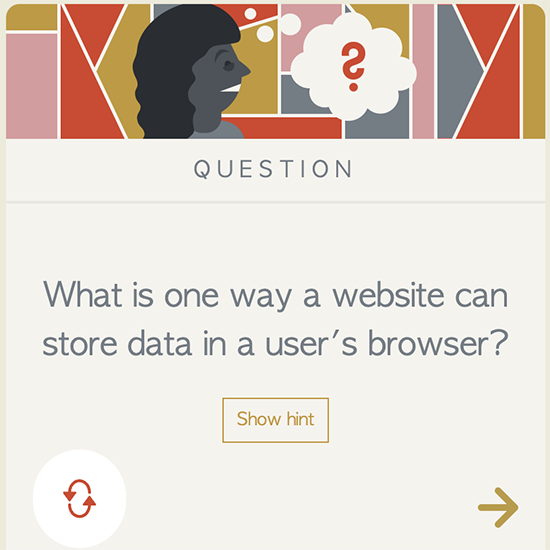 ?
QUESTION
What is one way a website can
store data in a user's browser?
Show hint